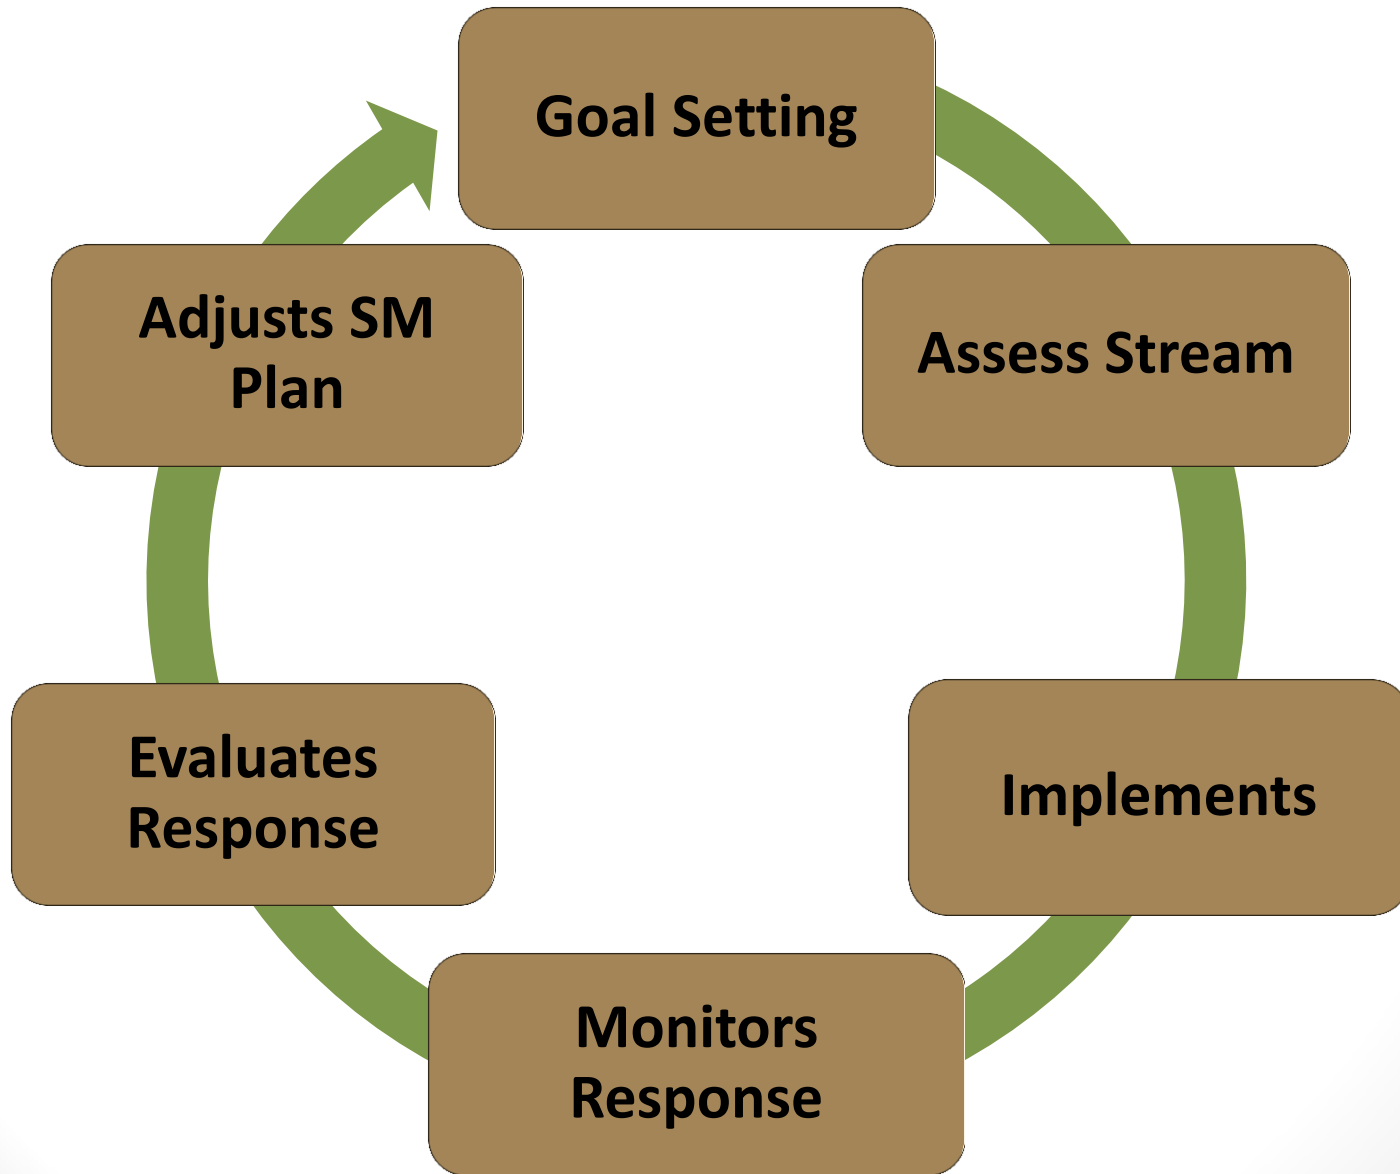 Goal Setting
Assess Stream
Implements
Monitors
Response
Evaluates
Response
Adjusts SM
Plan